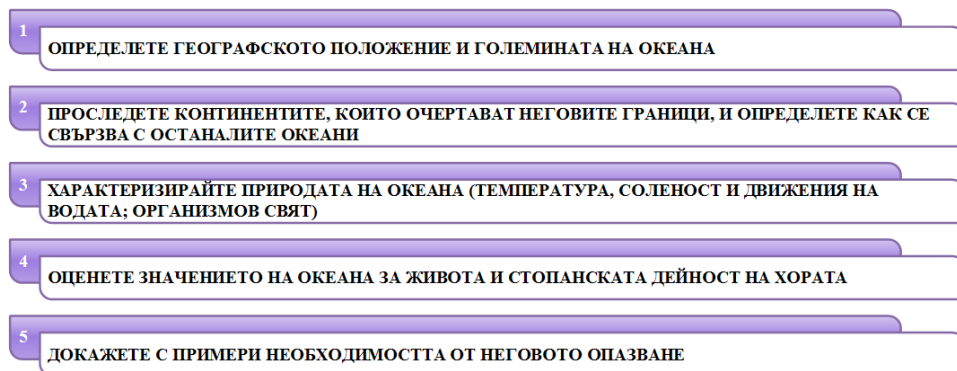 1
ОПРЕДЕЛЕТЕ ГЕОГРАФСКОТО ПОЛОЖЕНИЕ И ГОЛЕМИНАТА НА ОКЕАНА
2
ПРОСЛЕДЕТЕ КОНТИНЕНТИТЕ, КОИТО ОЧЕРТАВАТ НЕГОВИТЕ ГРАНИЦИ, И ОПРЕДЕЛЕТЕ КАК СЕ
СВЪРЗВА С ОСТАНАЛИТЕ ОКЕАНИ
3
ХАРАКТЕРИЗИРАЙТЕ ПРИРОДАТА НА ОКЕАНА (ТЕМПЕРАТУРА, СОЛЕНОСТ И ДВИЖЕНИЯ НА
ВОДАТА; ОРГАНИЗМОВ СВЯТ)
4
ОЦЕНЕТЕ ЗНАЧЕНИЕТО НА ОКЕАНА ЗА ЖИВОТА И СТОПАНСКАТА ДЕЙНОСТ НА ХОРАТА
5
ДОКАЖЕТЕ С ПРИМЕРИ НЕОБХОДИМОСТТА ОТ НЕГОВОТО ОПАЗВАНЕ